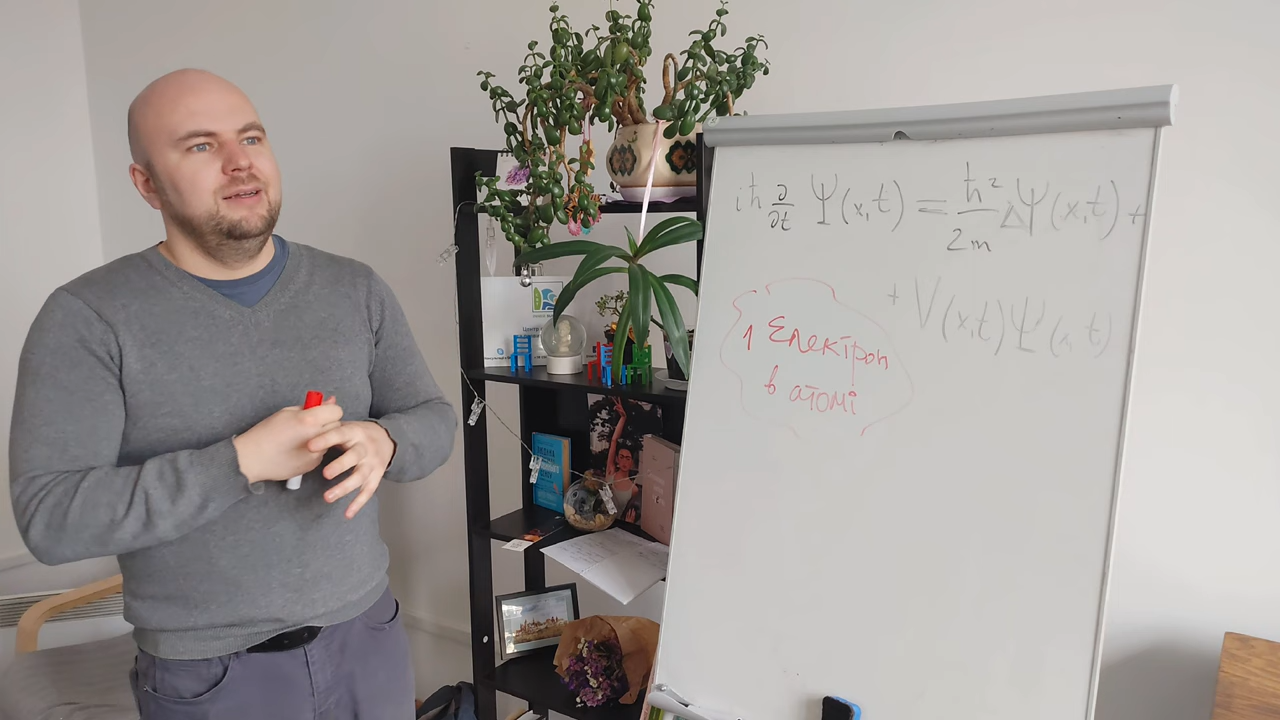 iħ ∂/∂t Ψ(x,t) = ħ²/2m ΔΨ(x,t) +
+ V(x,t)Ψ(x,t)
1 Електрон
в атомі